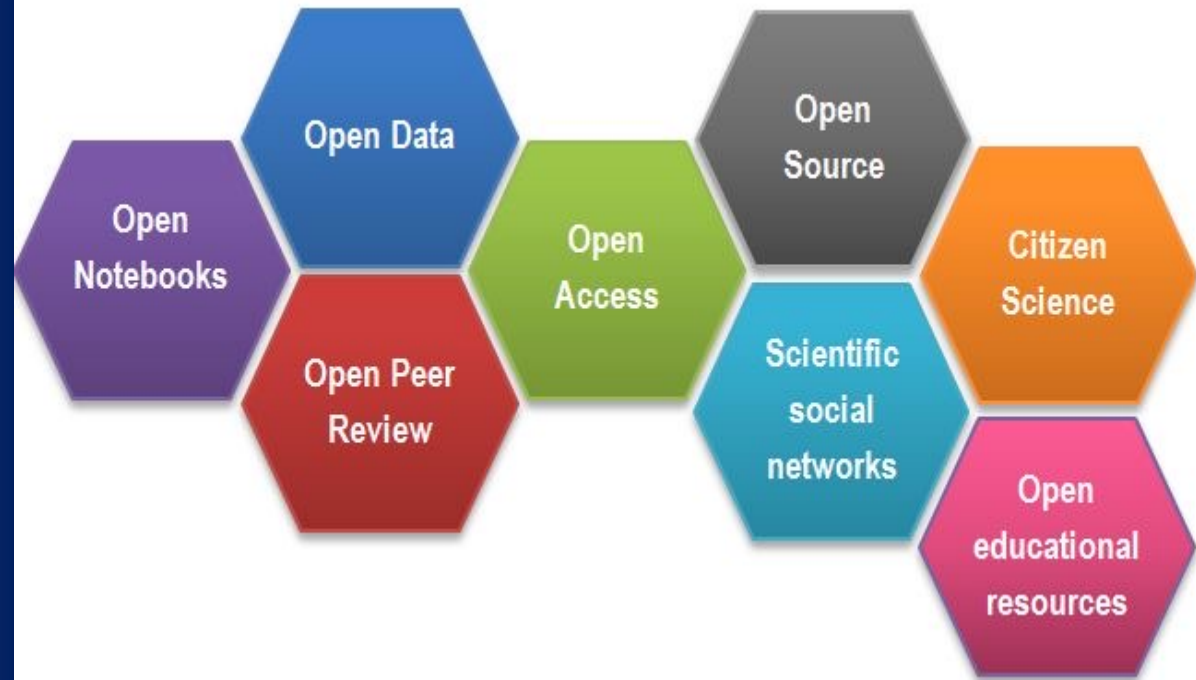 Open
Notebooks
Open Data
Open Peer
Review
Open
Access
Open
Source
Scientific
social
networks
Citizen
Science
Open
educational
resources